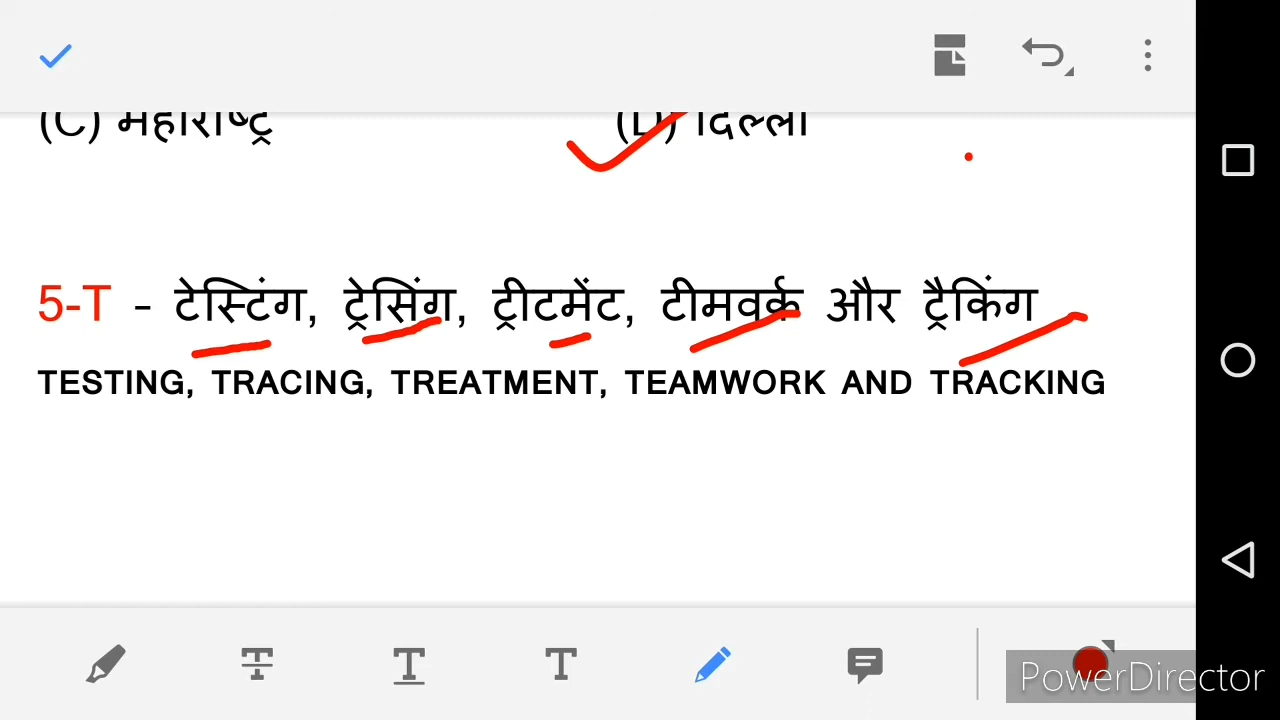 (C) महाराष्ट्र (D) दिल्ली
5-T - टेस्टिंग, ट्रेसिंग, ट्रीटमेंट, टीमवर्क और ट्रैकिंग
TESTING, TRACING, TREATMENT, TEAMWORK AND TRACKING
PowerDirector